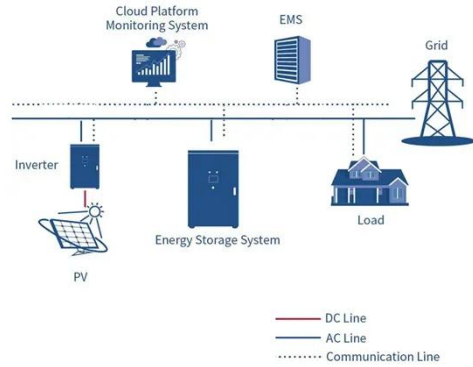 Cloud Platform
Monitoring System
EMS
Grid
Inverter
Energy Storage System
Load
PV
DC Line
AC Line
Communication Line